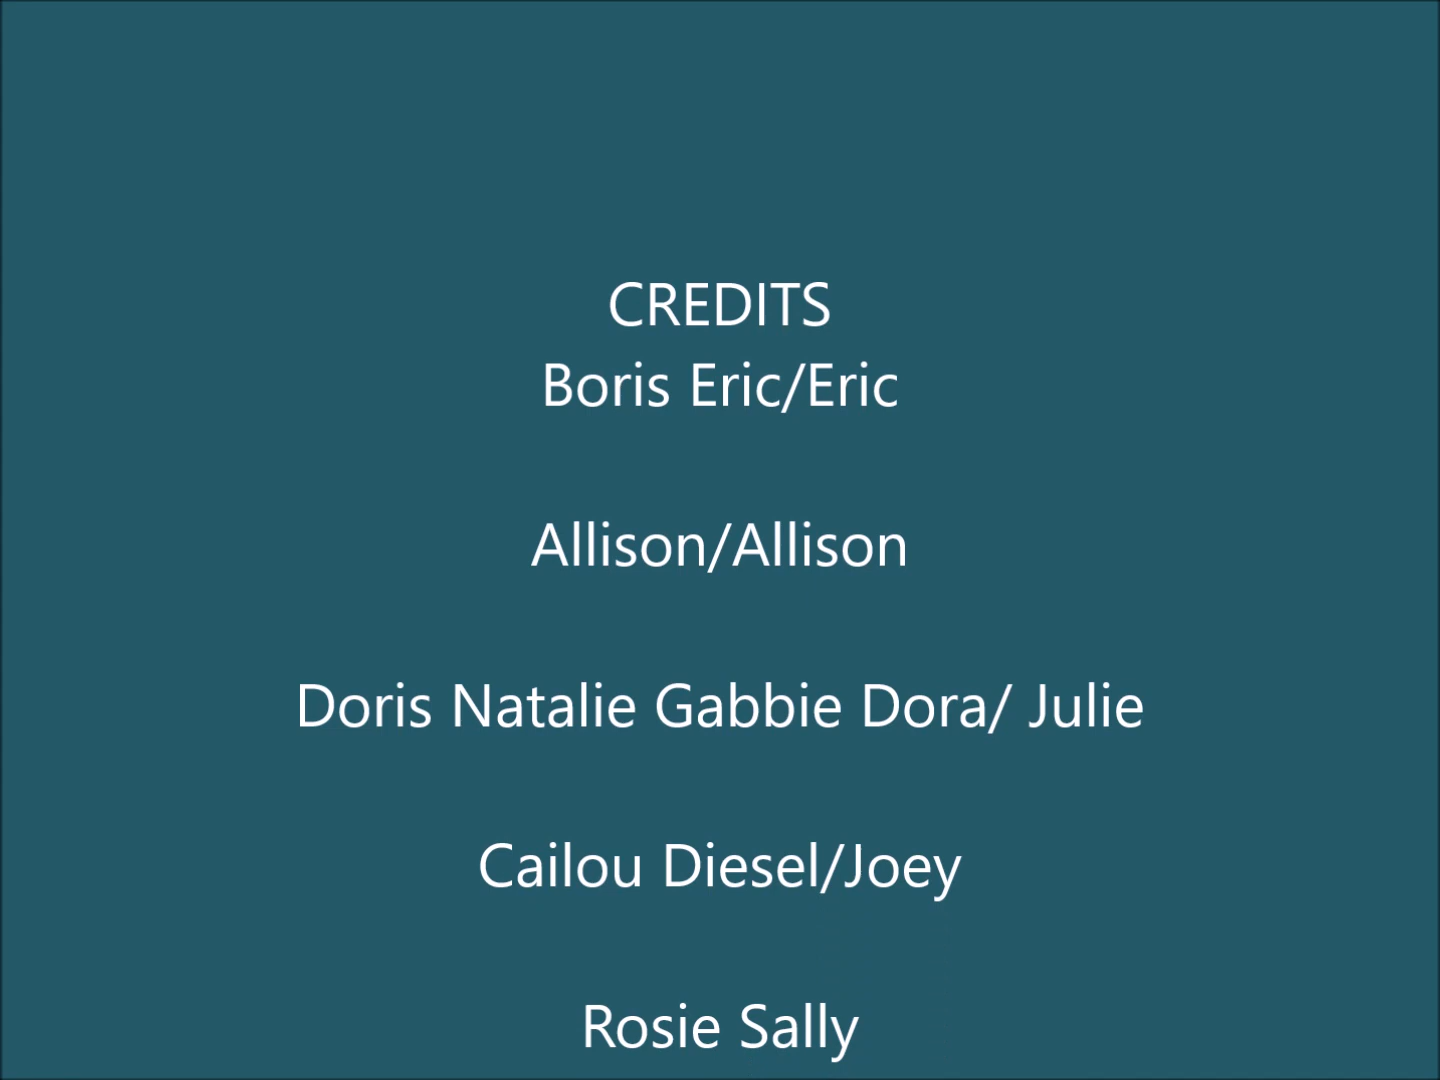 CREDITS
Boris Eric/Eric
Allison/Allison
Doris Natalie Gabbie Dora/ Julie
Cailou Diesel/Joey
Rosie Sally